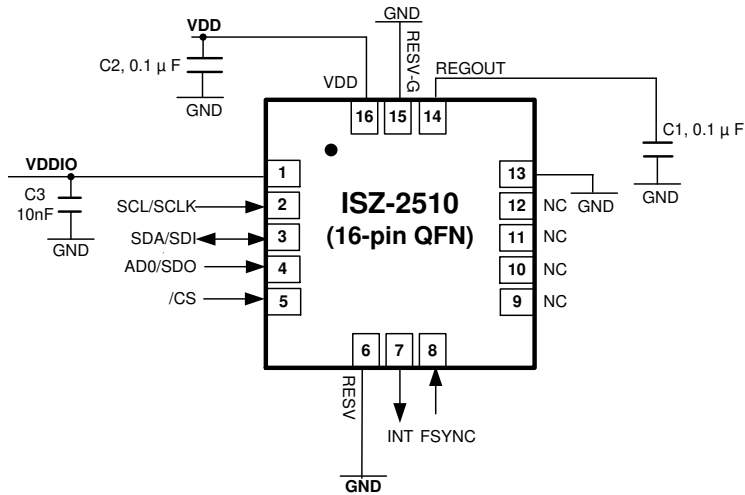 GND
VDD
C2, 0.1 µ F
GND
VDD
RESV-G
REGOUT
C1, 0.1 µ F
GND
16
15
14
VDDIO
C3
10nF
GND
1
SCL/SCLK
2
SDA/SDI
3
AD0/SDO
4
/CS
5
ISZ-2510
(16-pin QFN)
13
GND
12 NC
11 NC
10 NC
9 NC
6
7
8
RESV
INT FSYNC
GND